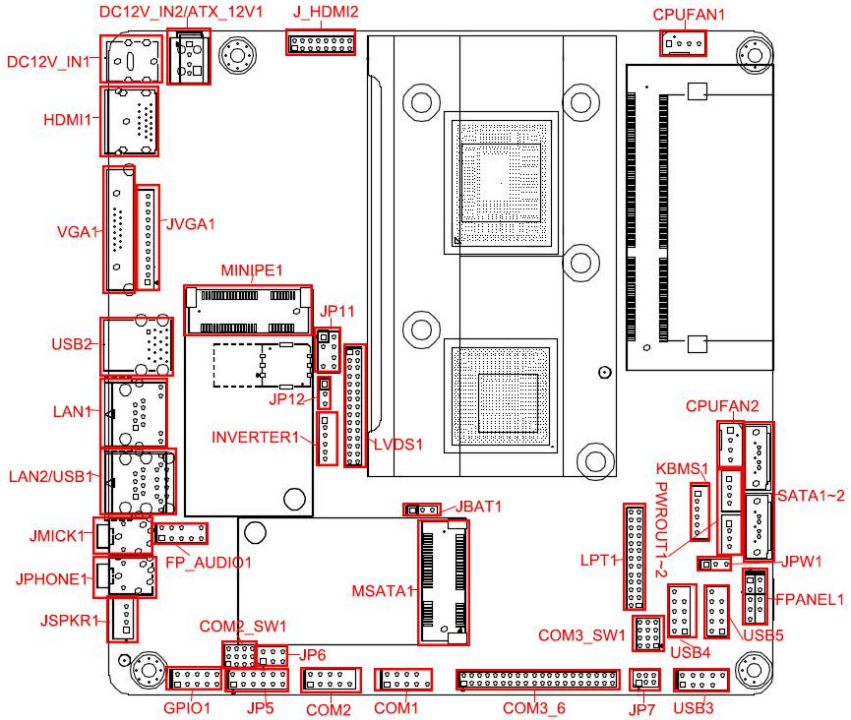 DC12V_IN2/ATX_12V1
J_HDMI2
CPUFAN1
DC12V_IN1
HDMI1
VGA1
JVGA1
MINIPE1
JP11
USB2
JP12
LAN1
CPUFAN2
INVERTER1
LVDS1
KBMS1
LAN2/USB1
SATA1~2
PWROUT1~2
JBAT1
JMICK1
FP_AUDIO1
LPT1
JPW1
JPHONE1
MSATA1
FPANEL1
JSPKR1
COM2_SW1
COM3_SW1
USB5
USB4
JP6
GPIO1
JP5
COM2
COM1
COM3_6
JP7
USB3